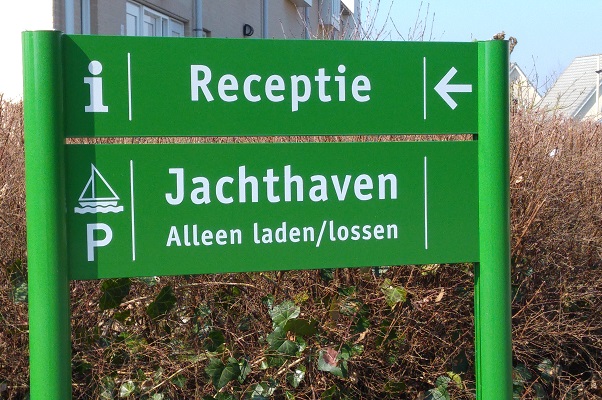 i Receptie ←
Jachthaven
P Alleen laden/lossen